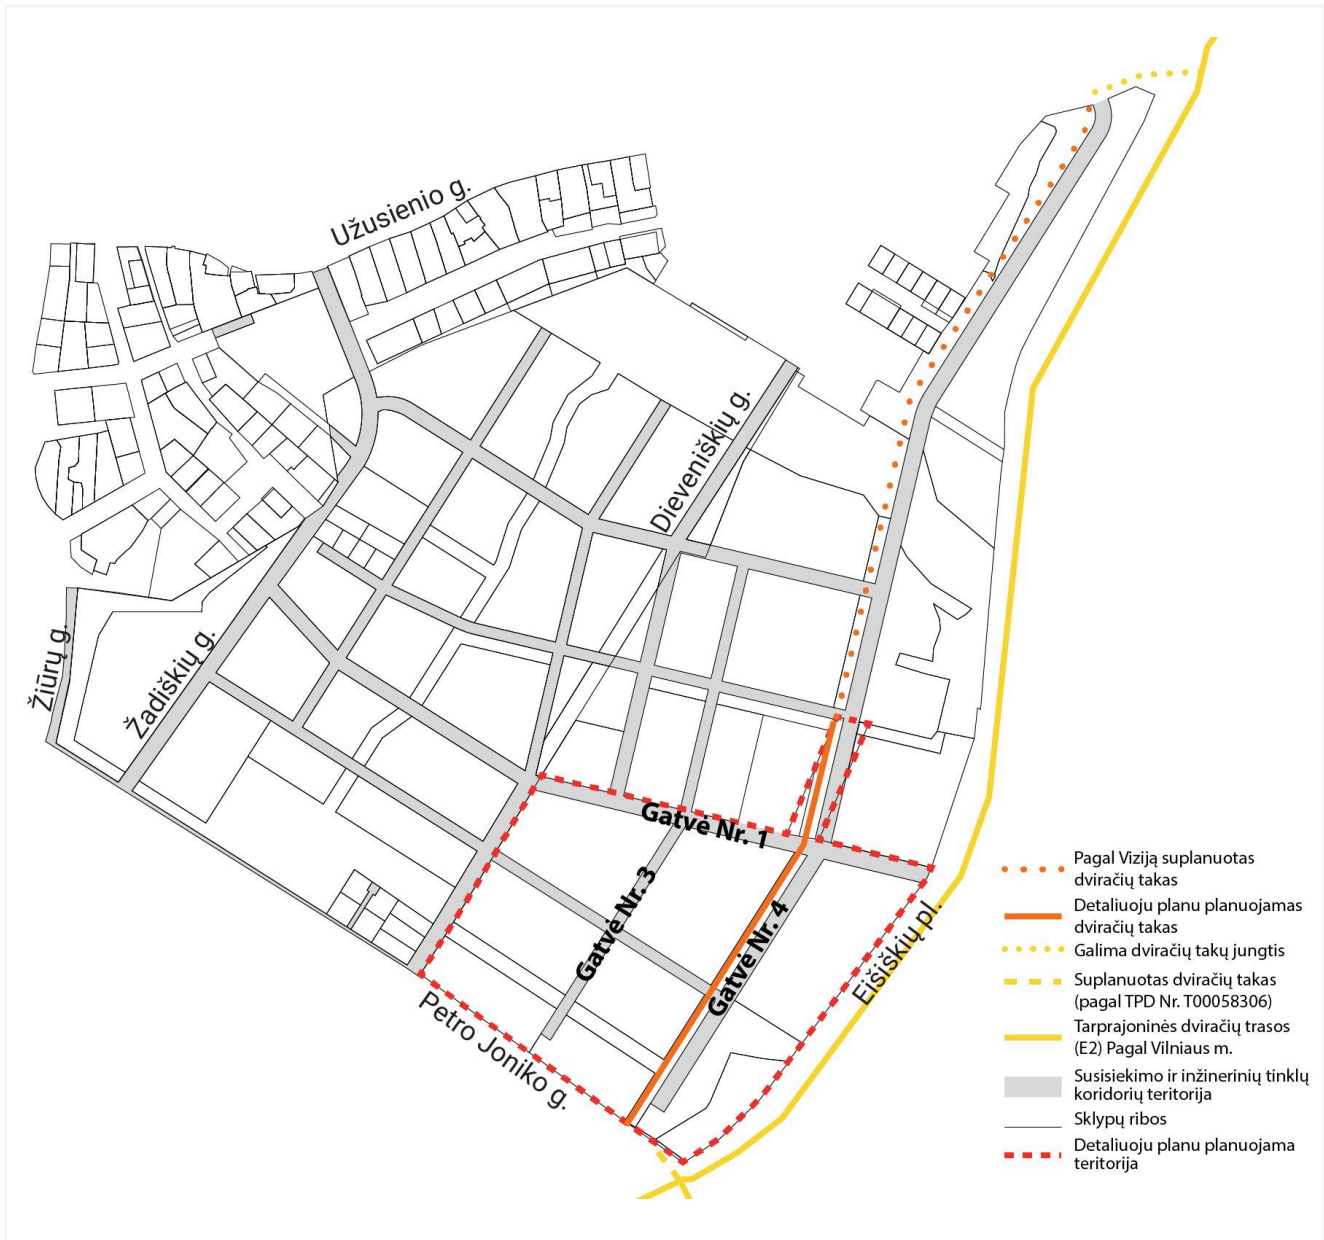 Užusienio g.
Dieveniškių g.
Žiūrų g.
Žadiškių g.
Gatvė Nr. 1
Gatvė Nr. 3
Gatvė Nr. 4
Eišiškių pl.
Petro Joniko g.
Pagal Viziją suplanuotas
dviračių takas
Detaliuoju planu planuojamas
dviračių takas
Galima dviračių takų jungtis
Suplanuotas dviračių takas
(pagal TPD Nr. T00058306)
Tarprajoninės dviračių trasos
(E2) Pagal Vilniaus m.
Susisiekimo ir inžinerinių tinklų
koridorių teritorija
Sklypų ribos
Detaliuoju planu planuojama
teritorija